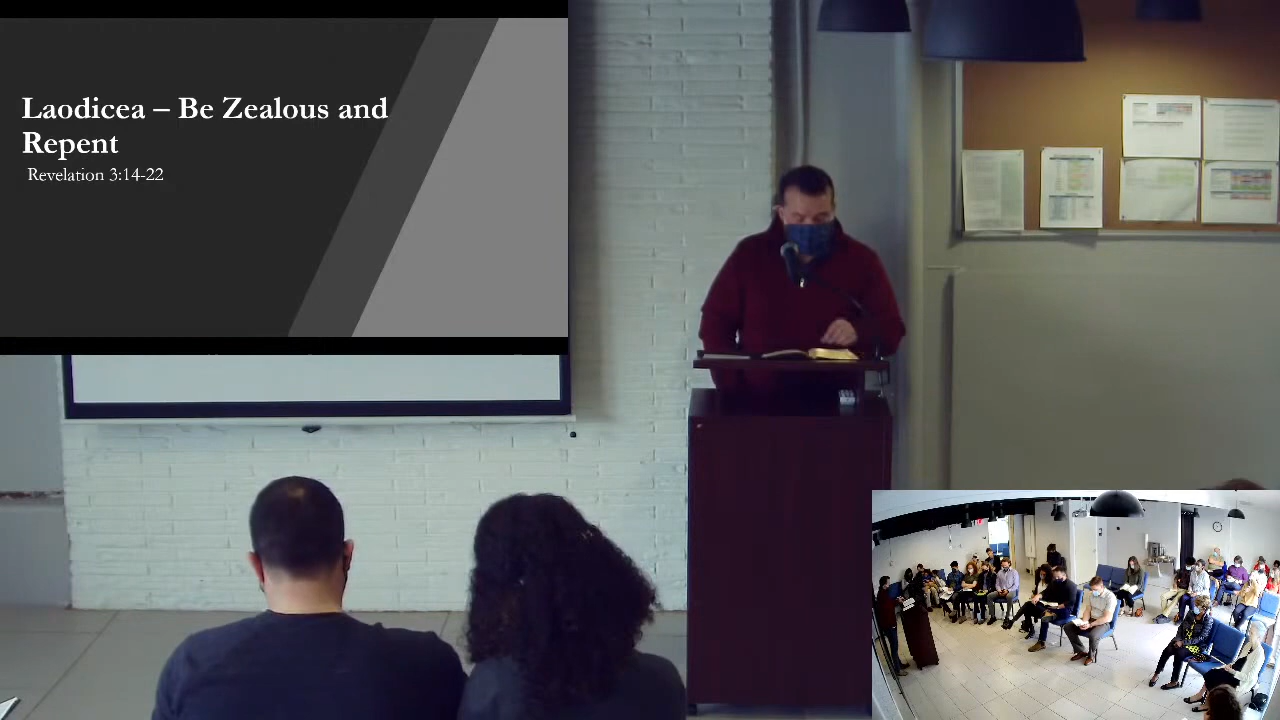 Laodicea – Be Zealous and
Repent
Revelation 3:14-22